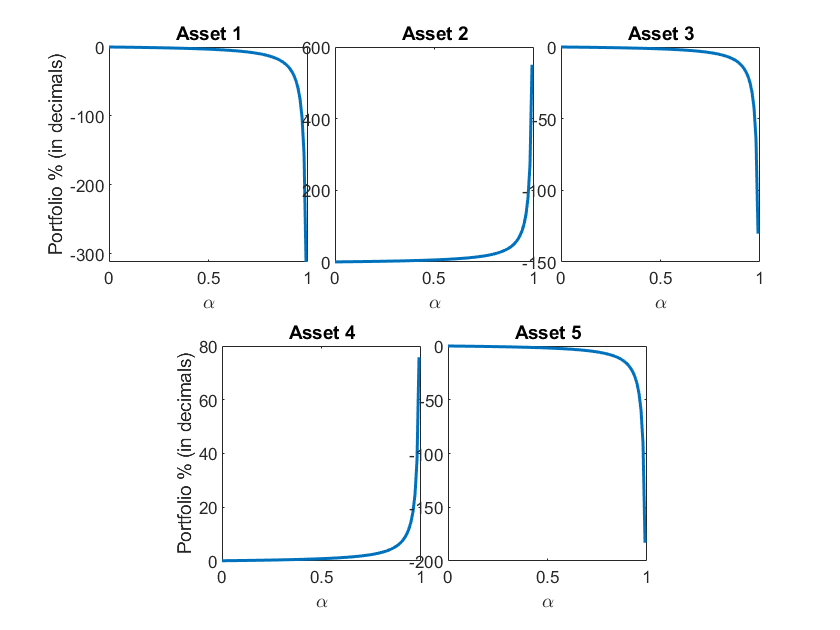 Asset 1
Asset 2
Asset 3
Portfolio % (in decimals)
0
-100
-200
-300
0 0.5 1
α
600
400
200
0
0 0.5 1
α
0
-50
-100
-150
0 0.5 1
α
Asset 4
Asset 5
Portfolio % (in decimals)
80
60
40
20
0
0 0.5 1
α
0
-50
-100
-150
-200
0 0.5 1
α